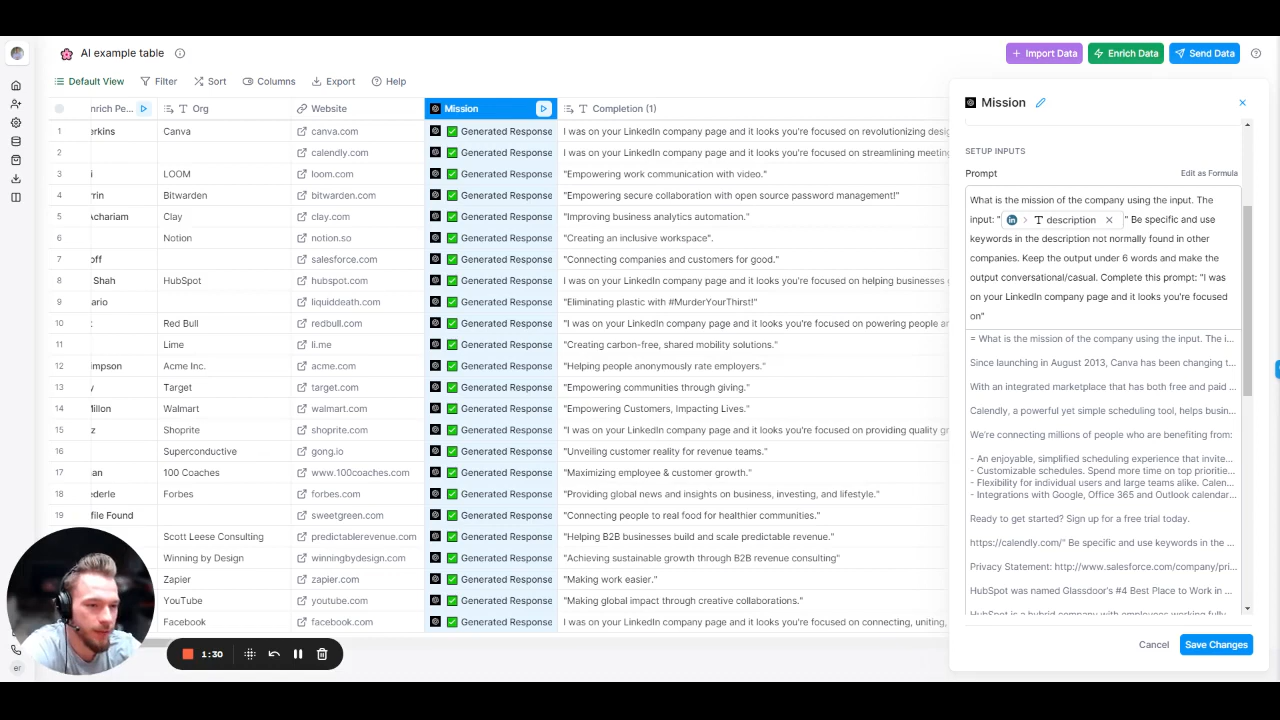 AI example table
Import Data
Enrich Data
Send Data
Default View
Filter
Sort
Columns
Export
Help
nrich Pe...
Org
Website
Mission
Completion (1)
1 erkins Canva canva.com Generated Response I was on your LinkedIn company page and it looks you're focused on revolutionizing desig
2 calendly.com Generated Response I was on your LinkedIn company page and it looks you're focused on streamlining meeting
3 i LOOM loom.com Generated Response "Empowering work communication with video."
4 rrin Bitwarden bitwarden.com Generated Response "Empowering secure collaboration with open source password management!"
5 Achariam Clay clay.com Generated Response "Improving business analytics automation."
6 Notion notion.so Generated Response "Creating an inclusive workspace".
7 off salesforce.com Generated Response "Connecting companies and customers for good."
8 Shah HubSpot hubspot.com Generated Response I was on your LinkedIn company page and it looks you're focused on helping businesses
9 ario liquiddeath.com Generated Response "Eliminating plastic with #MurderYourThirst!"
10 Red Bull redbull.com Generated Response "I was on your LinkedIn company page and it looks you're focused on powering people an
11 Lime li.me Generated Response "Creating carbon-free, shared mobility solutions."
12 impson Acme Inc. acme.com Generated Response "Helping people anonymously rate employers."
13 y Target target.com Generated Response "Empowering communities through giving."
14 Millon Walmart walmart.com Generated Response "Empowering Customers, Impacting Lives."
15 z Shoprite shoprite.com Generated Response "I was on your LinkedIn company page and it looks you're focused on providing quality gr
16 Superconductive gong.io Generated Response "Unveiling customer reality for revenue teams."
17 an 100 Coaches www.100coaches.com Generated Response "Maximizing employee & customer growth."
18 ederle Forbes forbes.com Generated Response "Providing global news and insights on business, investing, and lifestyle."
19 file Found sweetgreen.com Generated Response "Connecting people to real food for healthier communities."
Scott Leese Consulting predictablerevenue.com Generated Response "Helping B2B businesses build and scale predictable revenue."
Winning by Design winningbydesign.com Generated Response "Achieving sustainable growth through B2B revenue consulting"
Zapier zapier.com Generated Response "Making work easier."
YouTube youtube.com Generated Response "Making global impact through creative collaborations."
Facebook facebook.com Generated Response I was on your LinkedIn company page and it looks you're focused on connecting, uniting,
1:30
er
Mission
SETUP INPUTS
Prompt
Edit as Formula
What is the mission of the company using the input. The
input: " in > T description × " Be specific and use
keywords in the description not normally found in other
companies. Keep the output under 6 words and make the
output conversational/casual. Complete this prompt: "I was
on your LinkedIn company page and it looks you're focused
on"
= What is the mission of the company using the input. The i...
Since launching in August 2013, Canva has been changing t...
With an integrated marketplace that has both free and paid ...
Calendly, a powerful yet simple scheduling tool, helps busin...
We're connecting millions of people who are benefiting from:
- An enjoyable, simplified scheduling experience that invite...
- Customizable schedules. Spend more time on top prioritie...
- Flexibility for individual users and large teams alike. Calen...
- Integrations with Google, Office 365 and Outlook calendar...
Ready to get started? Sign up for a free trial today.
https://calendly.com/" Be specific and use keywords in the ...
Privacy Statement: http://www.salesforce.com/company/pri...
HubSpot was named Glassdoor's #4 Best Place to Work in ...
HubSpot is a hybrid company with employees working fully
Cancel
Save Changes